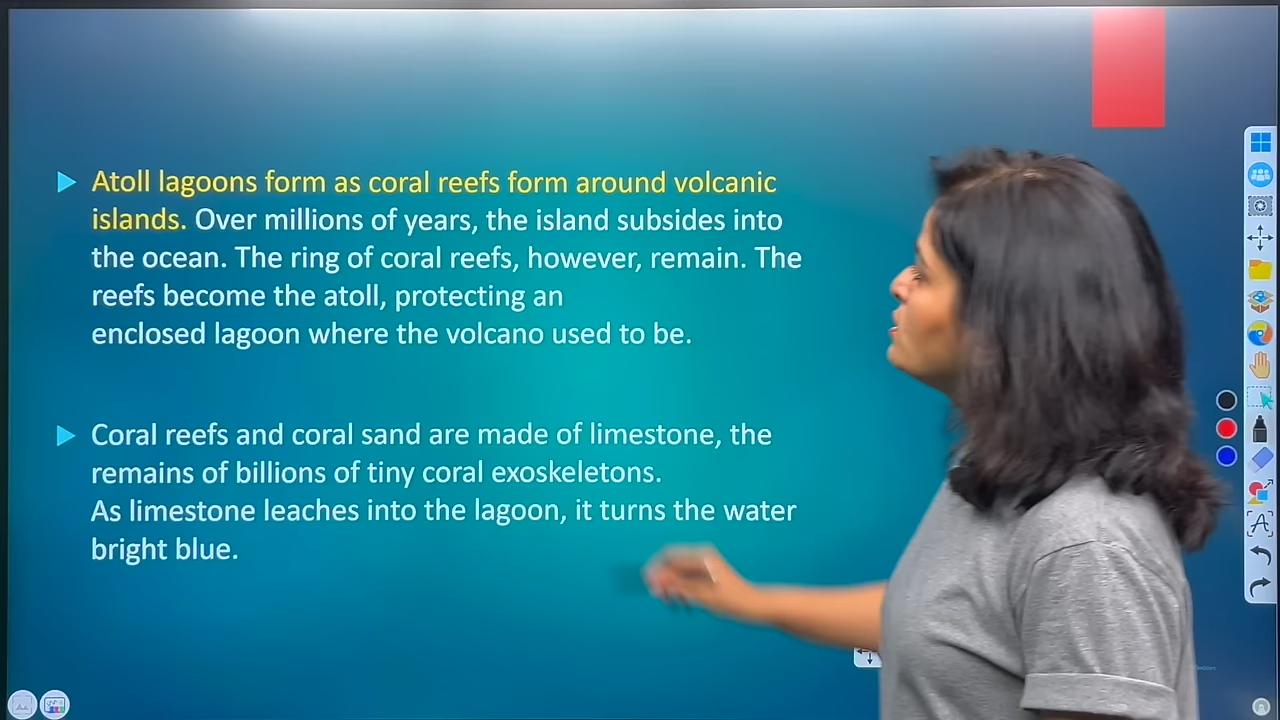 Atoll lagoons form as coral reefs form around volcanic
islands. Over millions of years, the island subsides into
the ocean. The ring of coral reefs, however, remain. The
reefs become the atoll, protecting an
enclosed lagoon where the volcano used to be.
Coral reefs and coral sand are made of limestone, the
remains of billions of tiny coral exoskeletons.
As limestone leaches into the lagoon, it turns the water
bright blue.